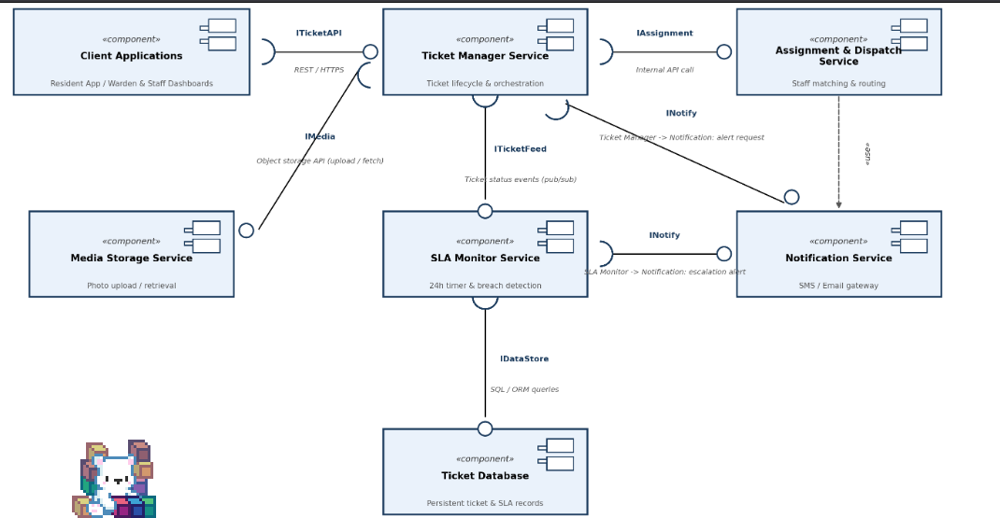 «component»
Client Applications
Resident App / Warden & Staff Dashboards
ITicketAPI
REST / HTTPS
«component»
Ticket Manager Service
Ticket lifecycle & orchestration
IAssignment
Internal API call
«component»
Assignment & Dispatch
Service
Staff matching & routing
IMedia
Object storage API (upload / fetch)
ITicketFeed
Ticket status events (pub/sub)
INotify
Ticket Manager -> Notification: alert request
«use»
«component»
Media Storage Service
Photo upload / retrieval
«component»
SLA Monitor Service
24h timer & breach detection
INotify
SLA Monitor -> Notification: escalation alert
«component»
Notification Service
SMS / Email gateway
IDataStore
SQL / ORM queries
«component»
Ticket Database
Persistent ticket & SLA records